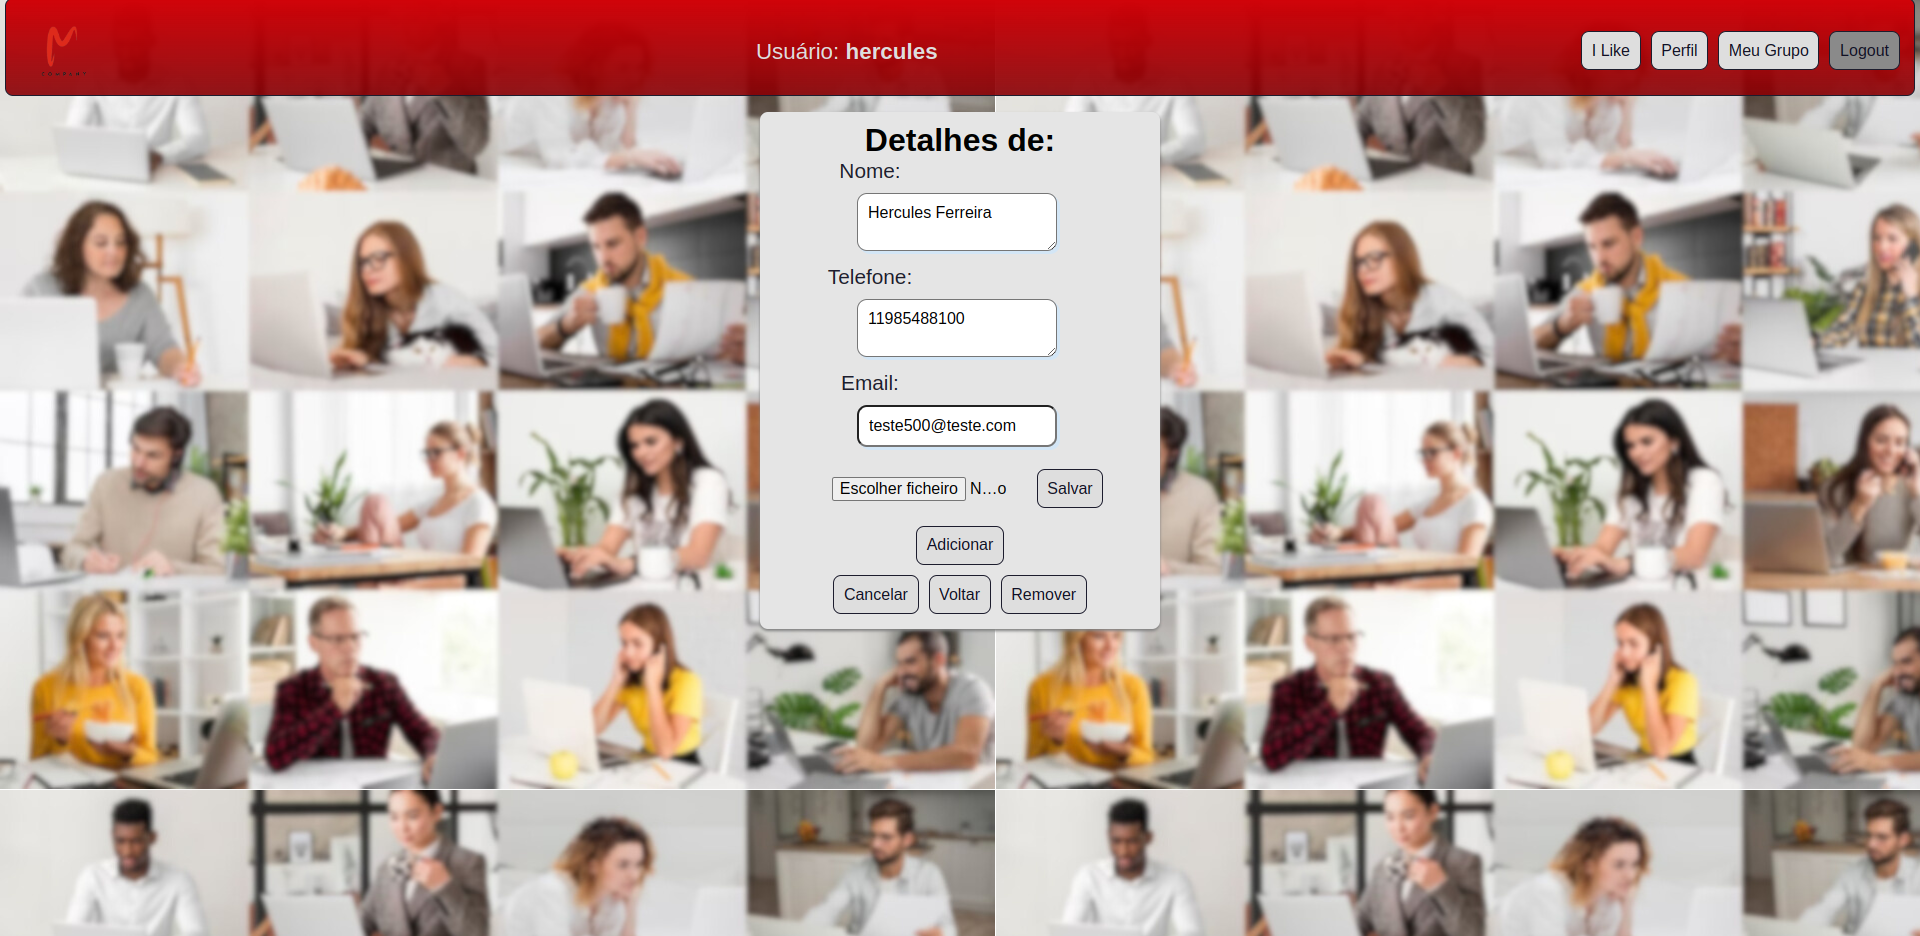 Usuário: hercules
I Like
Perfil
Meu Grupo
Logout
Detalhes de:
Nome:
Hercules Ferreira
Telefone:
11985488100
Email:
teste500@teste.com
Escolher ficheiro N…o
Salvar
Adicionar
Cancelar
Voltar
Remover